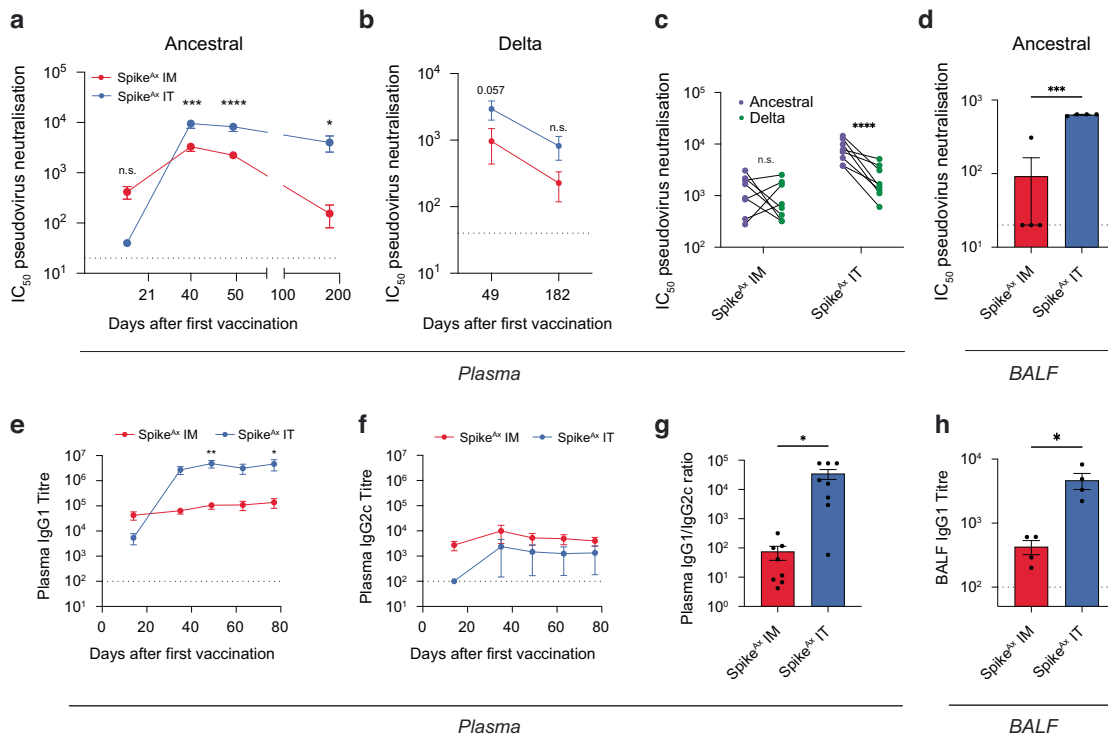 a
Ancestral
Spike^Ax IM
Spike^Ax IT
IC50 pseudovirus neutralisation
10^5
10^4
10^3
10^2
10^1
n.s.
***
****
*
21 40 50 100 200
Days after first vaccination
b
Delta
IC50 pseudovirus neutralisation
10^4
10^3
10^2
10^1
0.057
n.s.
49 182
Days after first vaccination
c
IC50 pseudovirus neutralisation
10^5
10^4
10^3
10^2
Ancestral
Delta
n.s.
****
Spike^Ax IM
Spike^Ax IT
d
Ancestral
IC50 pseudovirus neutralisation
10^3
10^2
10^1
***
Spike^Ax IM
Spike^Ax IT
Plasma
BALF
e
Spike^Ax IM Spike^Ax IT
Plasma IgG1 Titre
10^7
10^6
10^5
10^4
10^3
10^2
10^1
**
*
0 20 40 60 80
Days after first vaccination
f
Spike^Ax IM Spike^Ax IT
Plasma IgG2c Titre
10^7
10^6
10^5
10^4
10^3
10^2
10^1
0 20 40 60 80
Days after first vaccination
g
Plasma IgG1/IgG2c ratio
10^5
10^4
10^3
10^2
10^1
10^0
*
Spike^Ax IM
Spike^Ax IT
h
BALF IgG1 Titre
10^4
10^3
10^2
*
Spike^Ax IM
Spike^Ax IT
Plasma
BALF